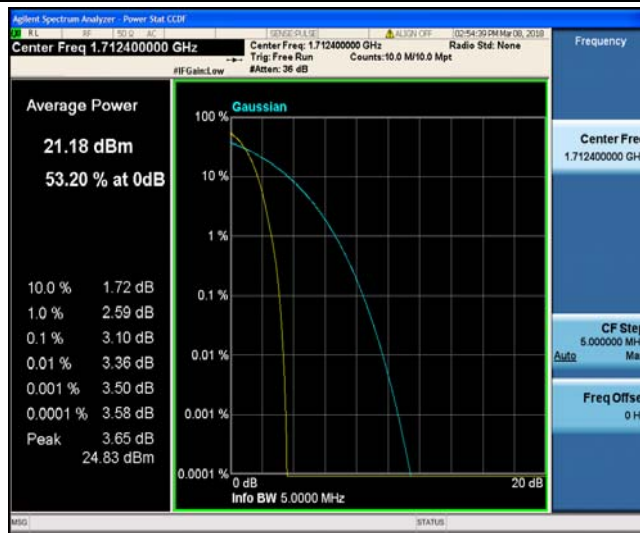 Agilent Spectrum Analyzer - Power Stat CCDF
RL RF 50 Ω AC SENSE:PULSE ALIGN OFF 02:54:39 PM Mar 08, 2018
Center Freq 1.712400000 GHz
Center Freq: 1.712400000 GHz Radio Std: None
Trig: Free Run Counts:10.0 M/10.0 Mpt
#IFGain:Low #Atten: 36 dB
Frequency
Average Power
21.18 dBm
53.20 % at 0dB
10.0 % 1.72 dB
1.0 % 2.59 dB
0.1 % 3.10 dB
0.01 % 3.36 dB
0.001 % 3.50 dB
0.0001 % 3.58 dB
Peak 3.65 dB
24.83 dBm
Gaussian
100 %
10 %
1 %
0.1 %
0.01 %
0.001 %
0.0001 %
0 dB 20 dB
Info BW 5.0000 MHz
Center Fre
1.712400000 GH
CF Step
5.000000 MH
Auto Ma
Freq Offse
0 H
MSG STATUS